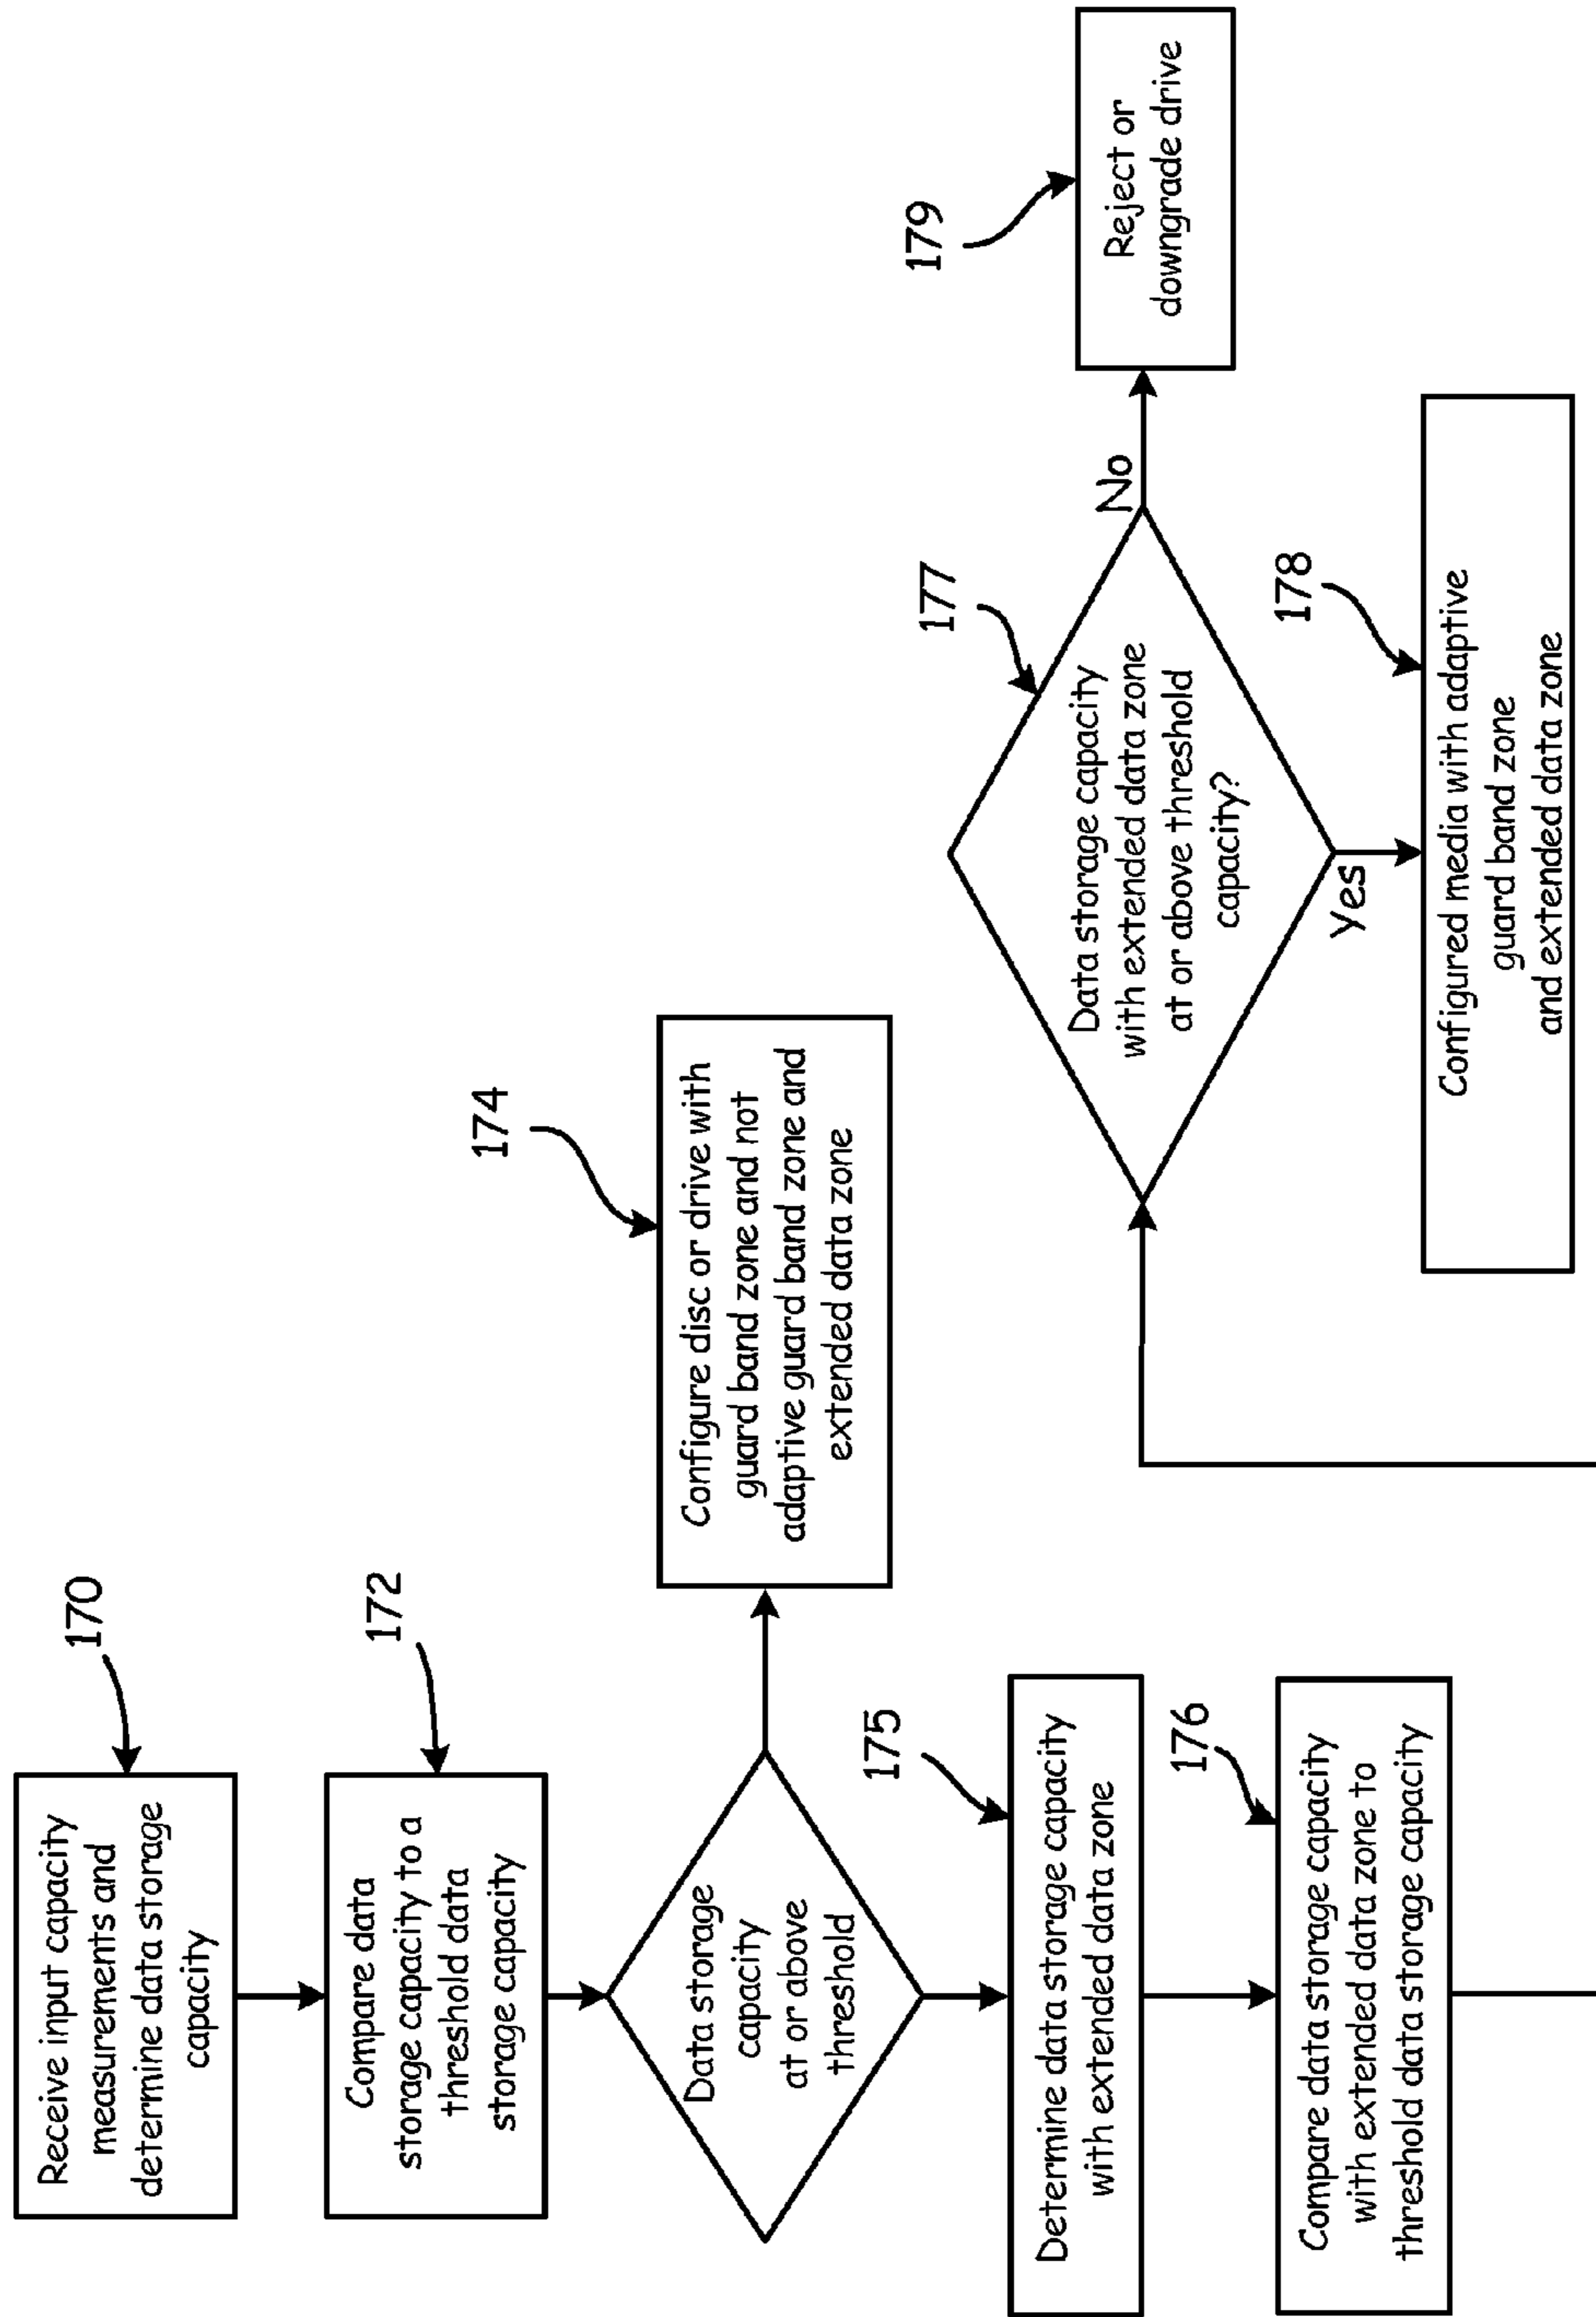 170
Receive input capacity
measurements and
determine data storage
capacity
172
Compare data
storage capacity to a
threshold data
storage capacity
Data storage
capacity
at or above
threshold
174
Configure disc or drive with
guard band zone and not
adaptive guard band zone and
extended data zone
175
Determine data storage capacity
with extended data zone
176
Compare data storage capacity
with extended data zone to
threshold data storage capacity
177
Data storage capacity
with extended data zone
at or above threshold
capacity?
No
179
Reject or
downgrade drive
Yes
178
Configured media with adaptive
guard band zone
and extended data zone